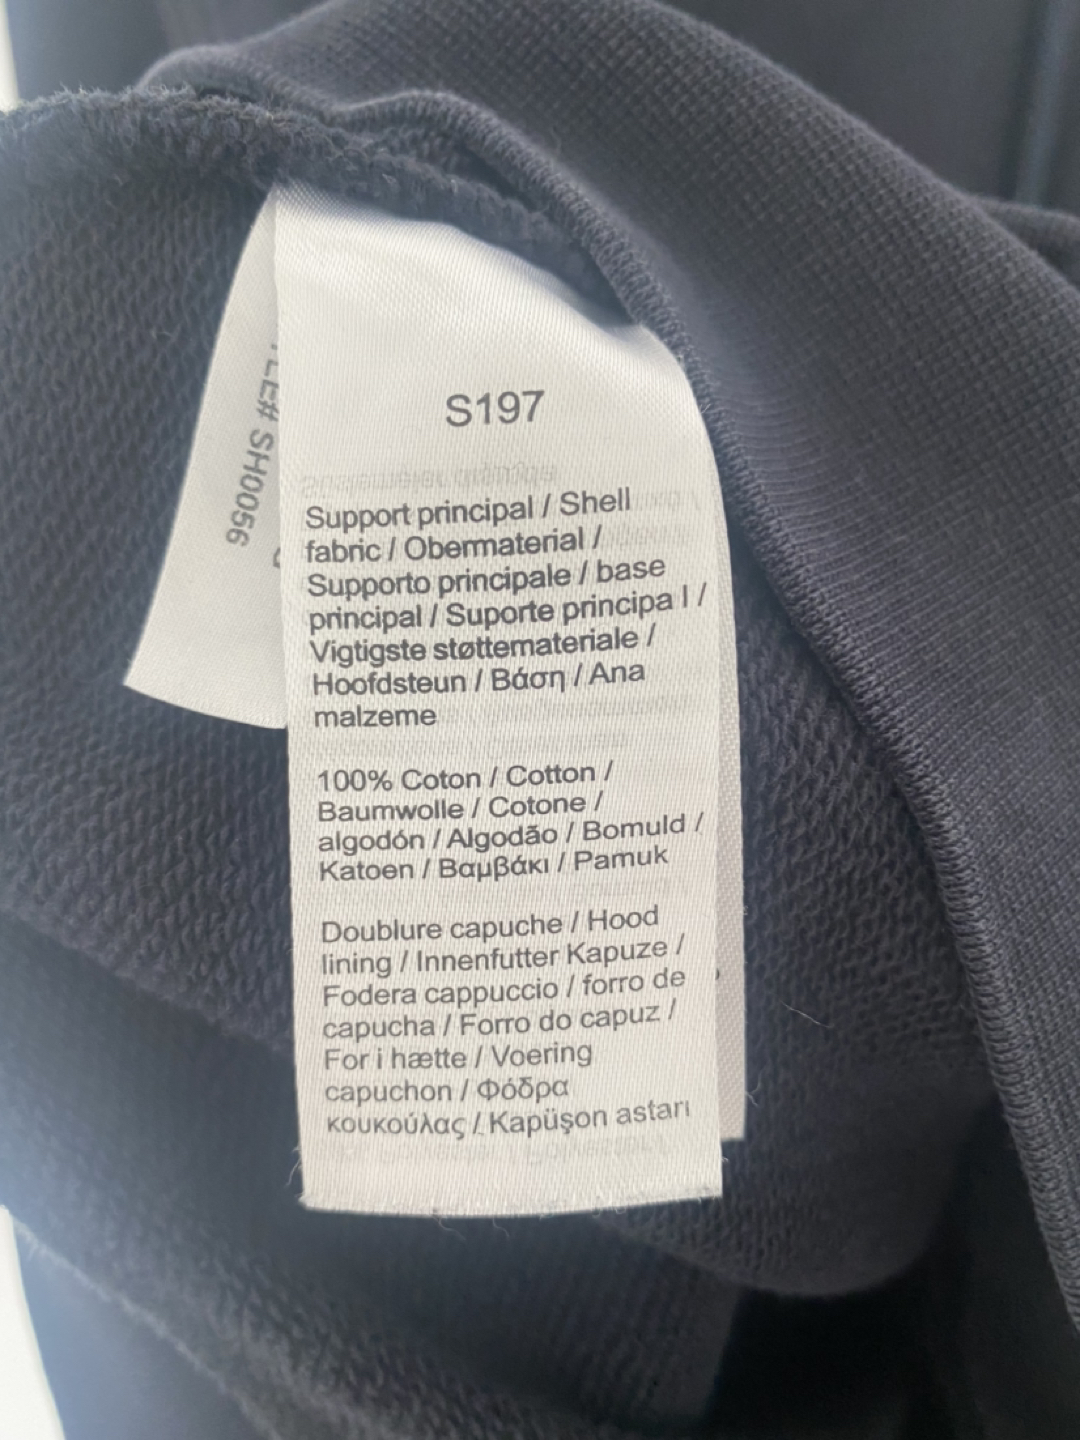 S197
Support principal / Shell
fabric / Obermaterial /
Supporto principale / base
principal / Suporte principa l /
Vigtigste støttemateriale /
Hoofdsteun / Βάση / Ana
malzeme
100% Coton / Cotton /
Baumwolle / Cotone /
algodón / Algodão / Bomuld /
Katoen / Βαμβάκι / Pamuk
Doublure capuche / Hood
lining / Innenfutter Kapuze /
Fodera cappuccio / forro de
capucha / Forro do capuz /
For i hætte / Voering
capuchon / Φόδρα
κουκούλας / Kapüşon astarı
SH0056